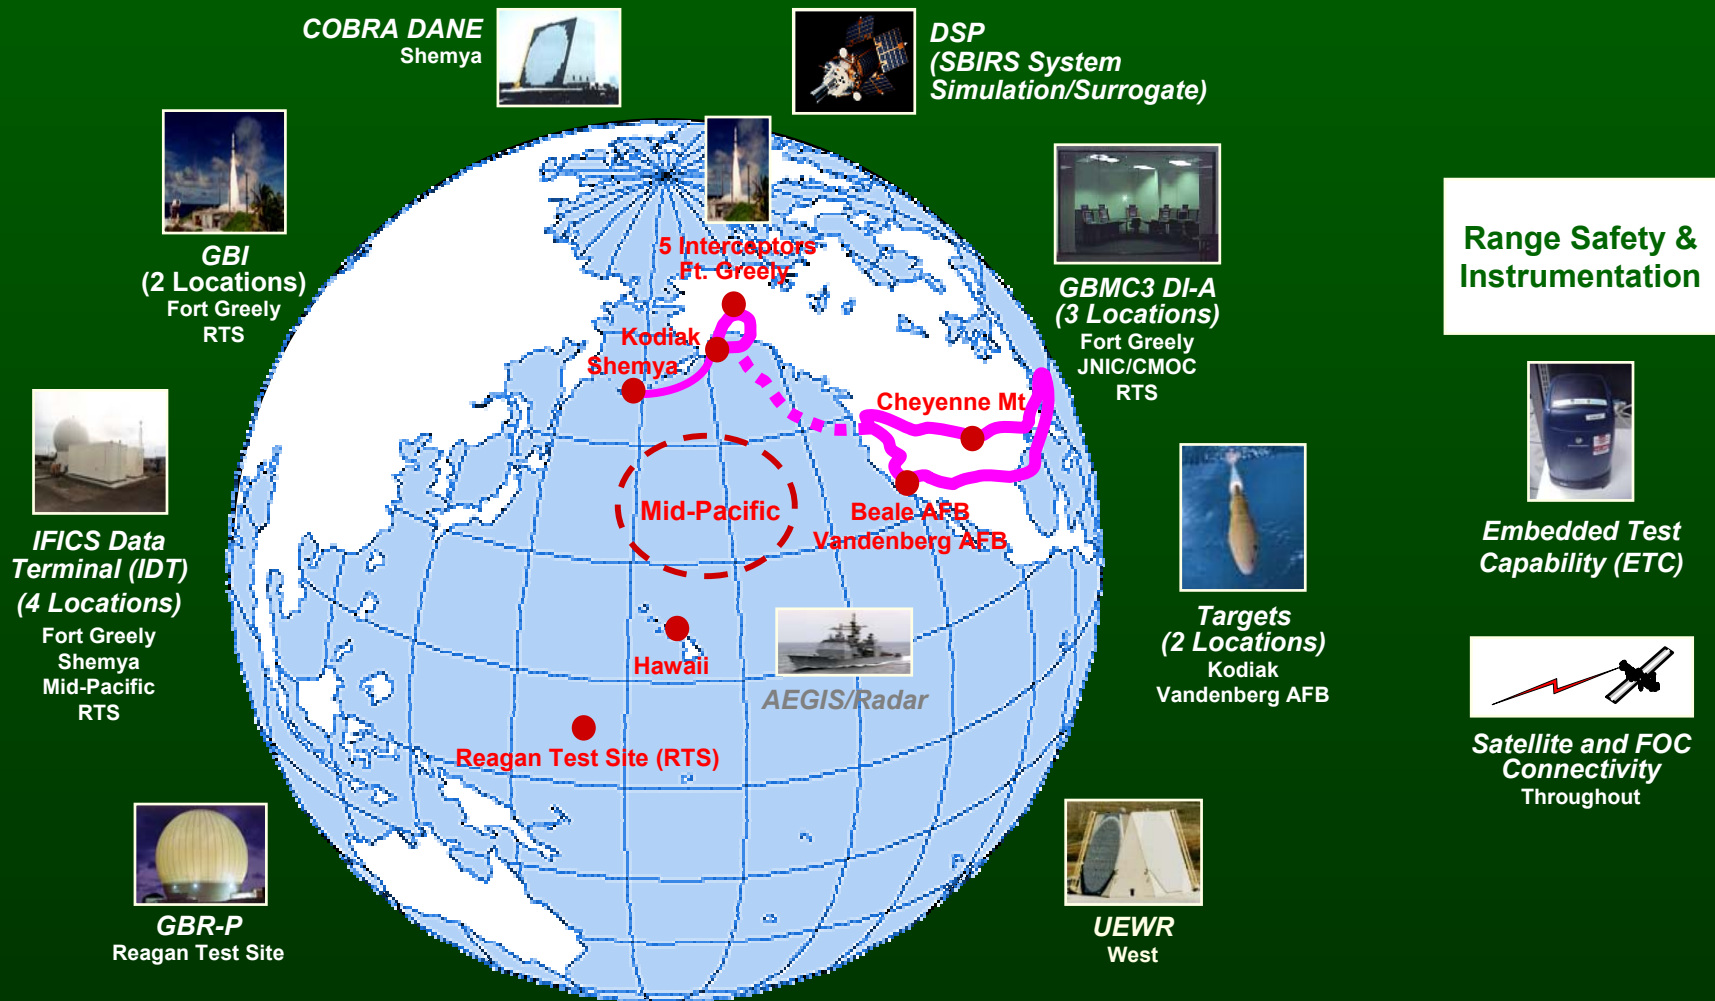 COBRA DANE
Shemya
DSP
(SBIRS System
Simulation/Surrogate)
GBI
(2 Locations)
Fort Greely
RTS
5 Interceptors
Ft. Greely
Kodiak
Shemya
GBMC3 DI-A
(3 Locations)
Fort Greely
JNIC/CMOC
RTS
Range Safety &
Instrumentation
Cheyenne Mt
IFICS Data
Terminal (IDT)
(4 Locations)
Fort Greely
Shemya
Mid-Pacific
RTS
Mid-Pacific
Beale AFB
Vandenberg AFB
Embedded Test
Capability (ETC)
Targets
(2 Locations)
Kodiak
Vandenberg AFB
Hawaii
AEGIS/Radar
Reagan Test Site (RTS)
Satellite and FOC
Connectivity
Throughout
GBR-P
Reagan Test Site
UEWR
West